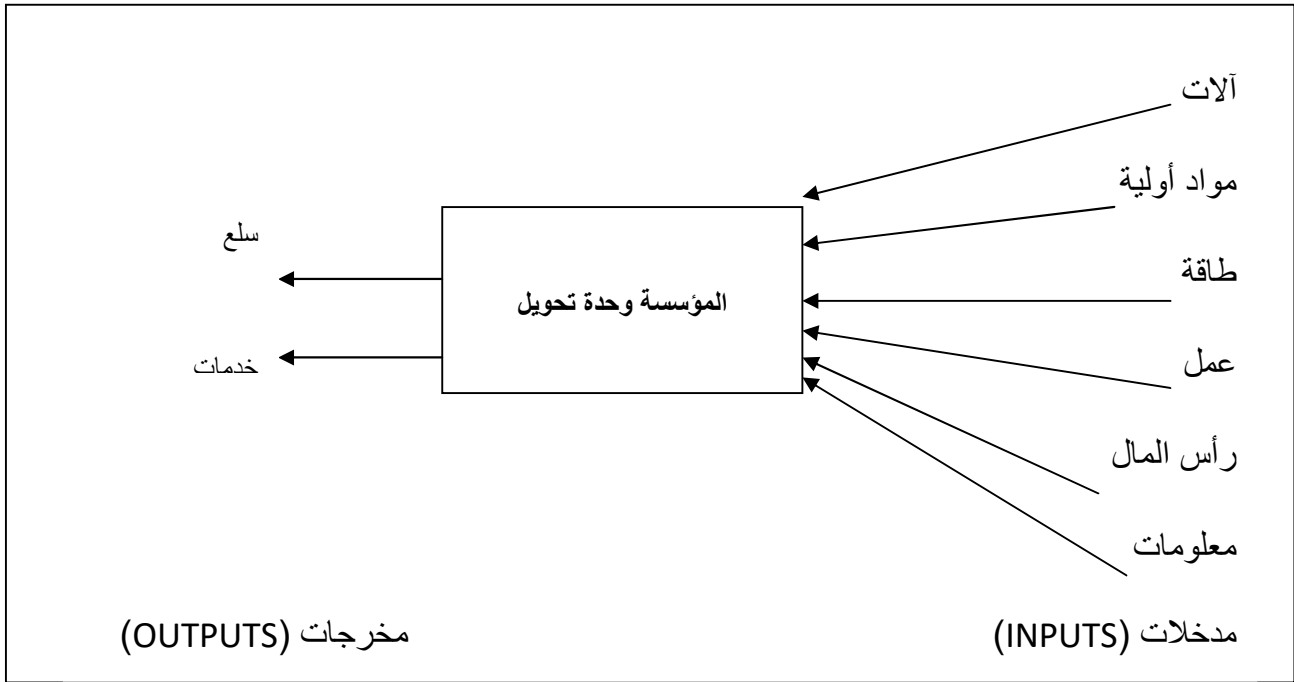 آلات
مواد أولية
طاقة
عمل
رأس المال
معلومات
مدخلات (INPUTS)
المؤسسة وحدة تحويل
سلع
خدمات
مخرجات (OUTPUTS)